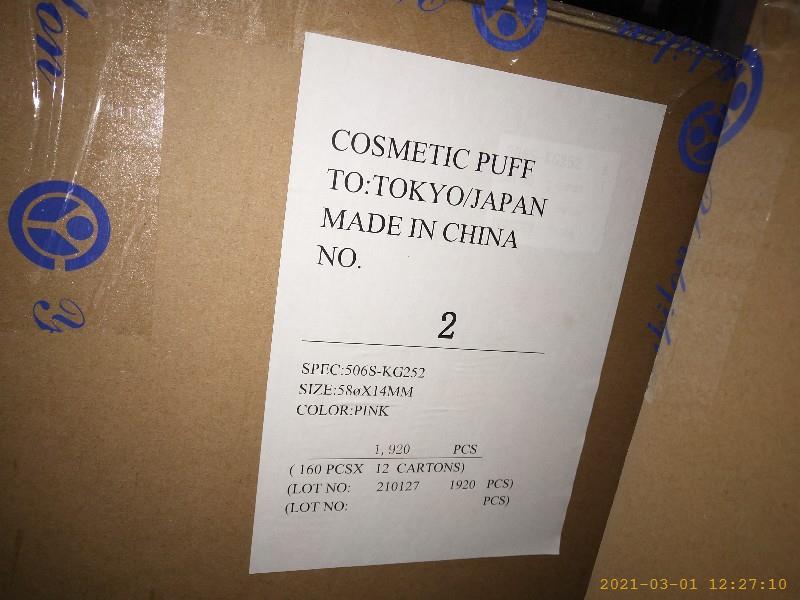 COSMETIC PUFF
TO:TOKYO/JAPAN
MADE IN CHINA
NO.
2
SPEC:506S-KG252
SIZE:58øX14MM
COLOR:PINK
1,920 PCS
( 160 PCSX 12 CARTONS)
(LOT NO: 210127 1920 PCS)
(LOT NO: PCS)
2021-03-01 12:27:10